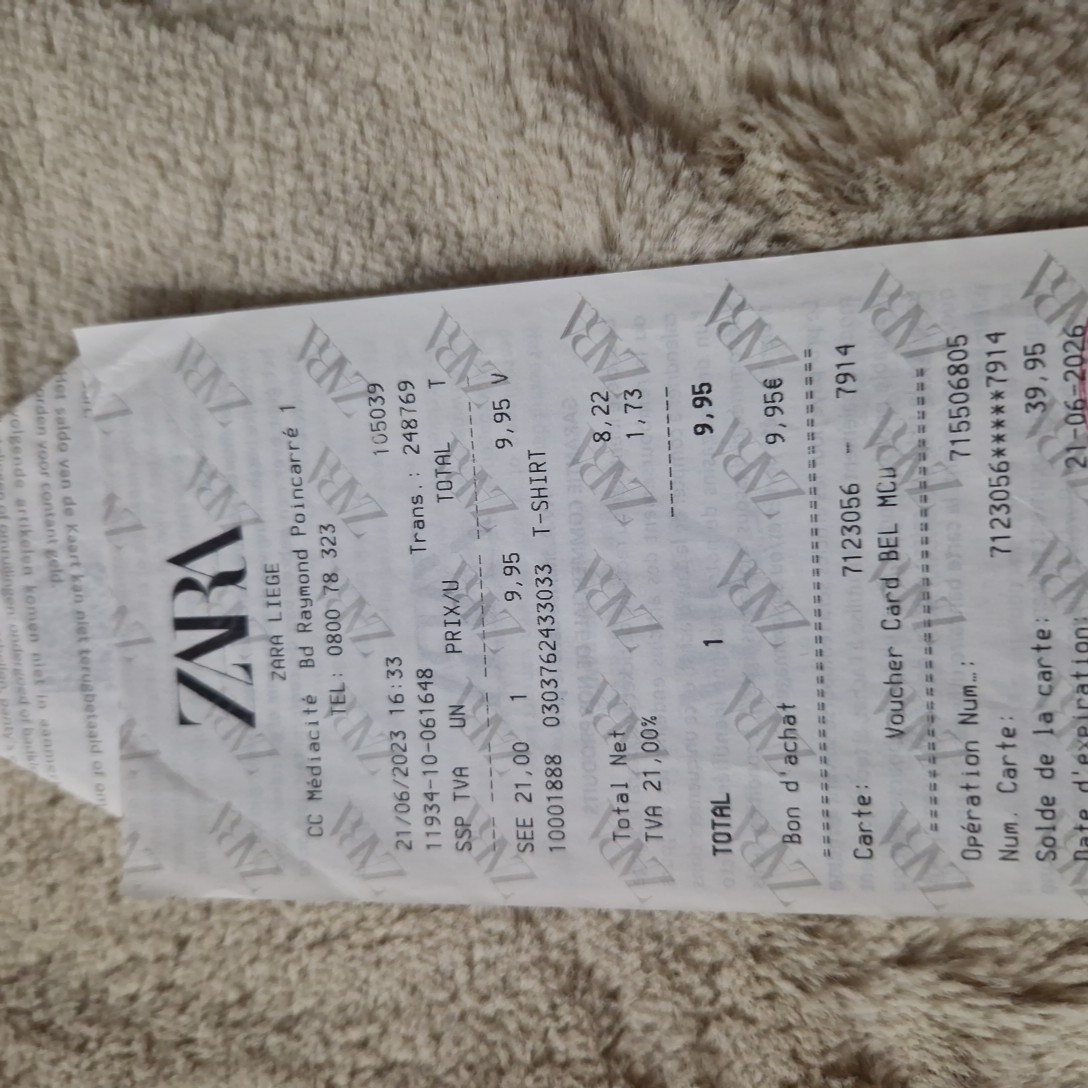 ZARA
ZARA LIEGE
CC Médiacité Bd Raymond Poincarré 1
TEL: 0800 78 323
21/06/2023 16:33 105039
11934-10-061648 Trans.: 248769
SSP TVA UN PRIX/U TOTAL T
SEE 21,00 1 9,95 9,95 V
10001888 0303762433033 T-SHIRT
Total Net 8,22
TVA 21,00% 1,73
TOTAL 1 9,95
Bon d'achat 9,95€
==============================
Carte: 7123056 - 7914
Voucher Card BEL MCU
==============================
Opération Num…: 715506805
Num. Carte: 7123056******7914
Solde de la carte: 39,95
Date d'expiration: 21-06-2026